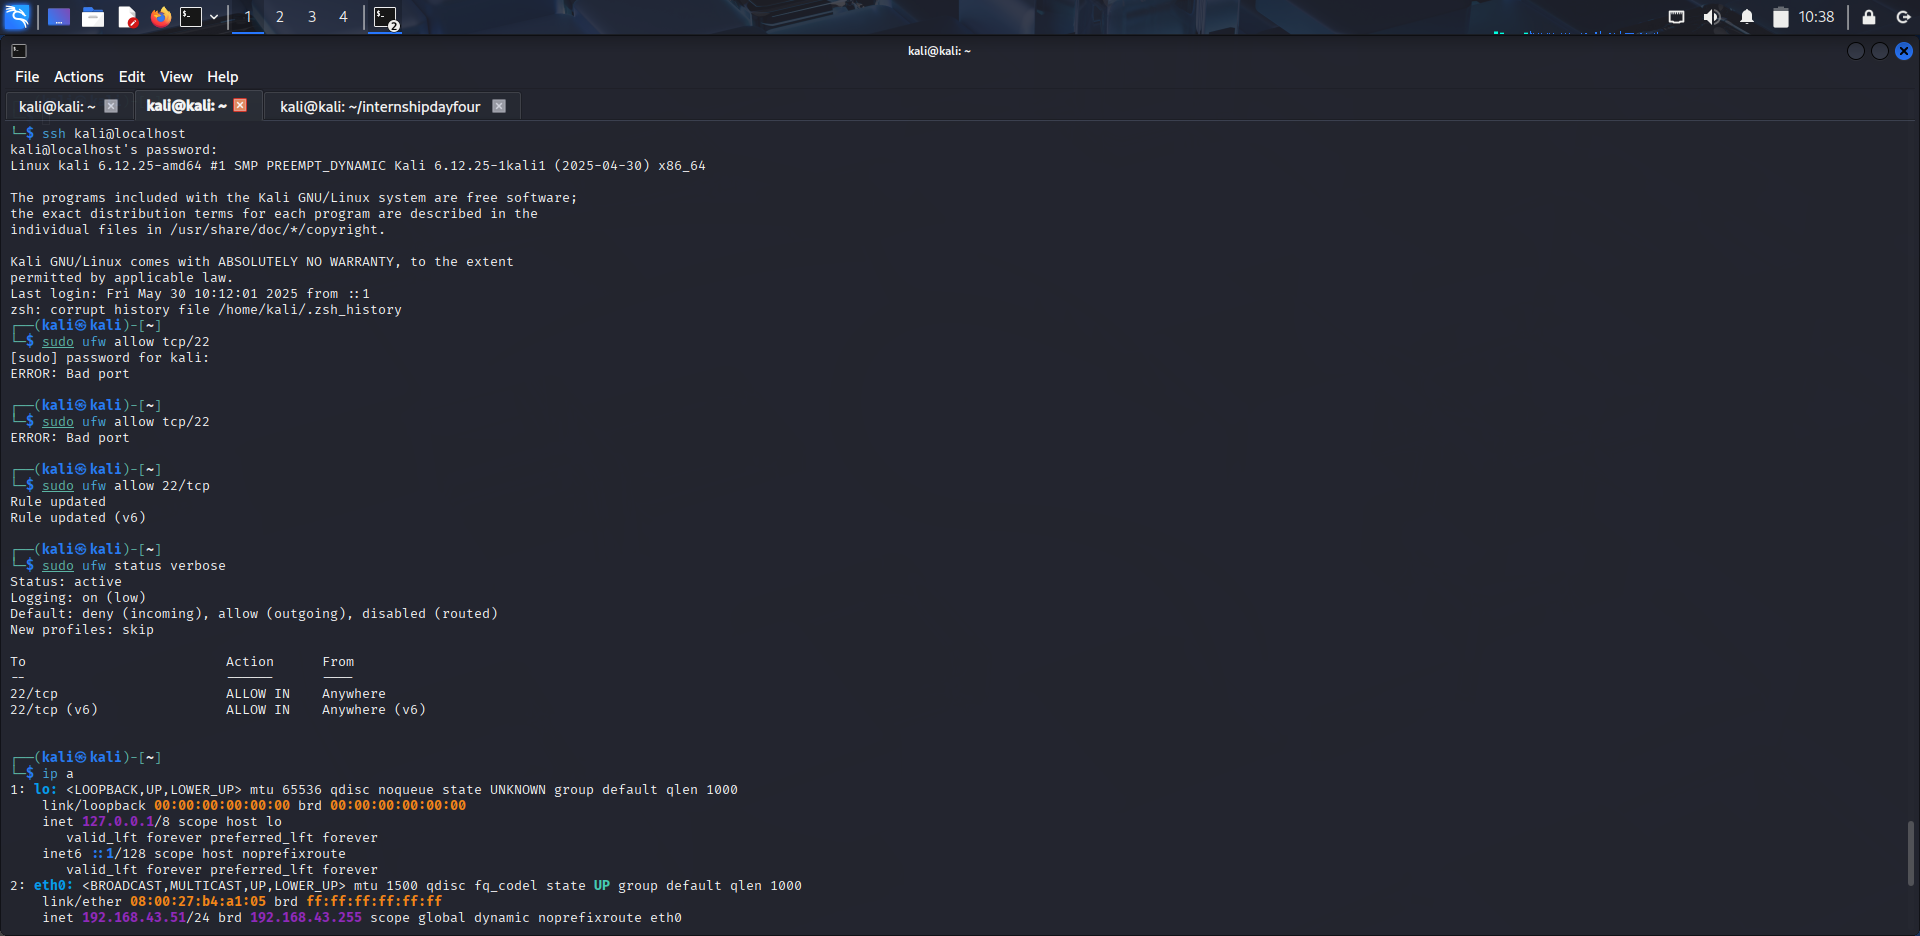 1 2 3 4 2 10:38
kali@kali: ~
File Actions Edit View Help
kali@kali: ~ kali@kali: ~ kali@kali: ~/internshipdayfour
└─$ ssh kali@localhost
kali@localhost's password:
Linux kali 6.12.25-amd64 #1 SMP PREEMPT_DYNAMIC Kali 6.12.25-1kali1 (2025-04-30) x86_64
The programs included with the Kali GNU/Linux system are free software;
the exact distribution terms for each program are described in the
individual files in /usr/share/doc/*/copyright.
Kali GNU/Linux comes with ABSOLUTELY NO WARRANTY, to the extent
permitted by applicable law.
Last login: Fri May 30 10:12:01 2025 from ::1
zsh: corrupt history file /home/kali/.zsh_history
┌──(kali㉿kali)-[~]
└─$ sudo ufw allow tcp/22
[sudo] password for kali:
ERROR: Bad port
┌──(kali㉿kali)-[~]
└─$ sudo ufw allow tcp/22
ERROR: Bad port
┌──(kali㉿kali)-[~]
└─$ sudo ufw allow 22/tcp
Rule updated
Rule updated (v6)
┌──(kali㉿kali)-[~]
└─$ sudo ufw status verbose
Status: active
Logging: on (low)
Default: deny (incoming), allow (outgoing), disabled (routed)
New profiles: skip
To Action From
-- ------ ----
22/tcp ALLOW IN Anywhere
22/tcp (v6) ALLOW IN Anywhere (v6)
┌──(kali㉿kali)-[~]
└─$ ip a
1: lo: <LOOPBACK,UP,LOWER_UP> mtu 65536 qdisc noqueue state UNKNOWN group default qlen 1000
link/loopback 00:00:00:00:00:00 brd 00:00:00:00:00:00
inet 127.0.0.1/8 scope host lo
valid_lft forever preferred_lft forever
inet6 ::1/128 scope host noprefixroute
valid_lft forever preferred_lft forever
2: eth0: <BROADCAST,MULTICAST,UP,LOWER_UP> mtu 1500 qdisc fq_codel state UP group default qlen 1000
link/ether 08:00:27:b4:a1:05 brd ff:ff:ff:ff:ff:ff
inet 192.168.43.51/24 brd 192.168.43.255 scope global dynamic noprefixroute eth0